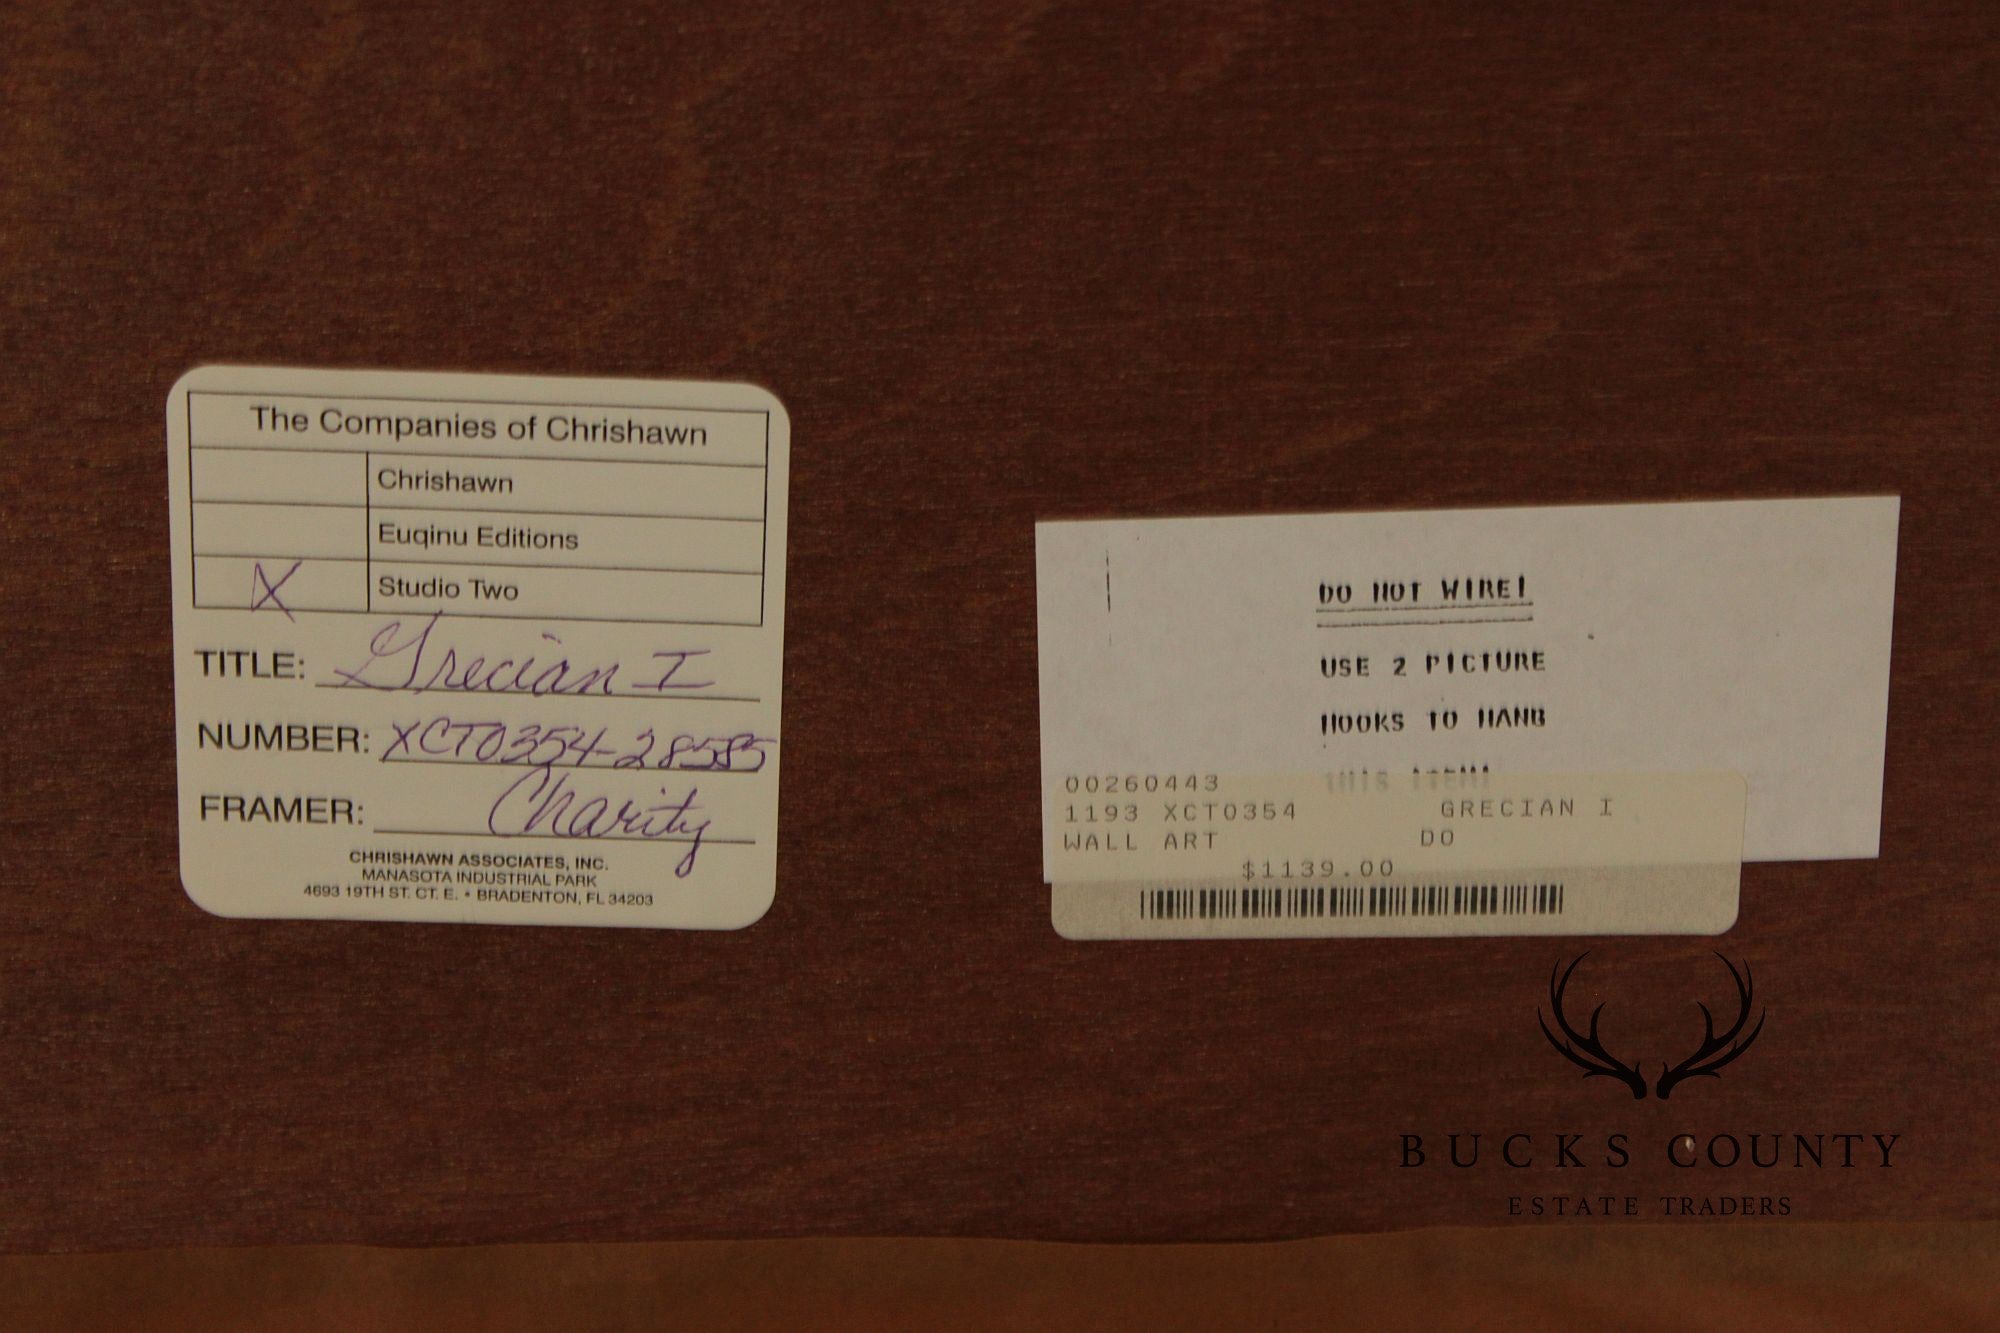 The Companies of Chrishawn
Chrishawn
Euqinu Editions
X Studio Two
TITLE: Grecian I
NUMBER: XCT0354-28585
FRAMER: Charity
CHRISHAWN ASSOCIATES, INC.
MANASOTA INDUSTRIAL PARK
4693 19TH ST. CT. E. • BRADENTON, FL 34203
DO NOT WIRE!
USE 2 PICTURE
HOOKS TO HANG
THIS ITEM!
00260443
1193 XCT0354 GRECIAN I
WALL ART DO
$1139.00
BUCKS COUNTY
ESTATE TRADERS